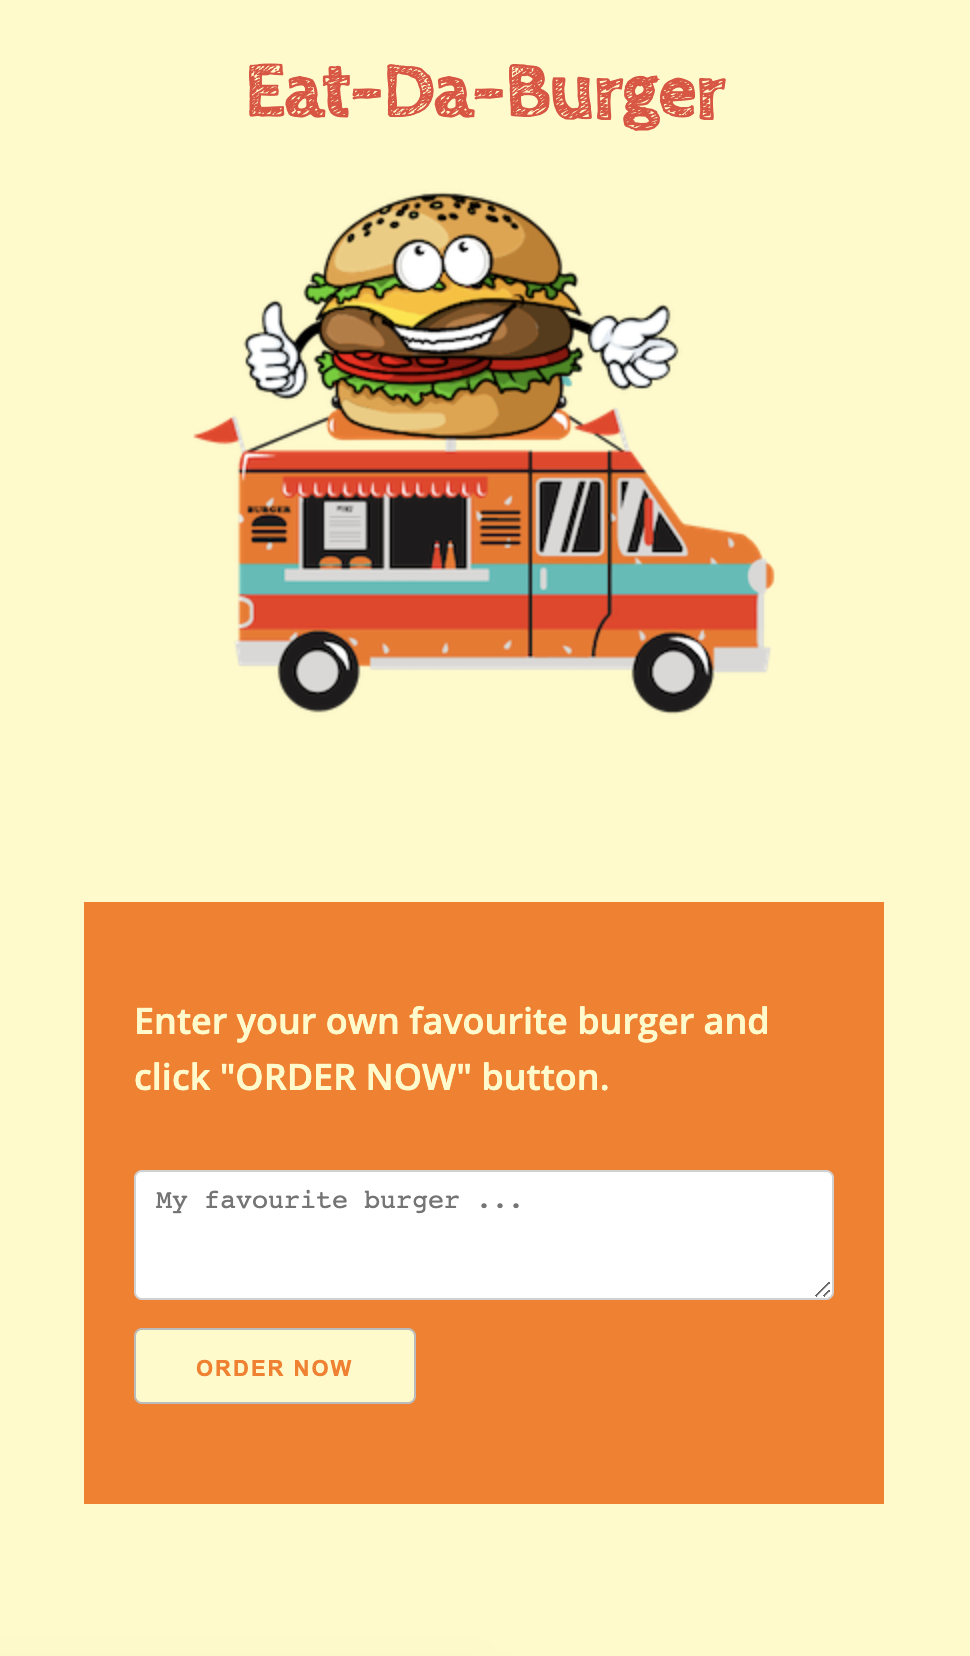 Eat-Da-Burger
BURGER
Enter your own favourite burger and
click "ORDER NOW" button.
My favourite burger ...
ORDER NOW